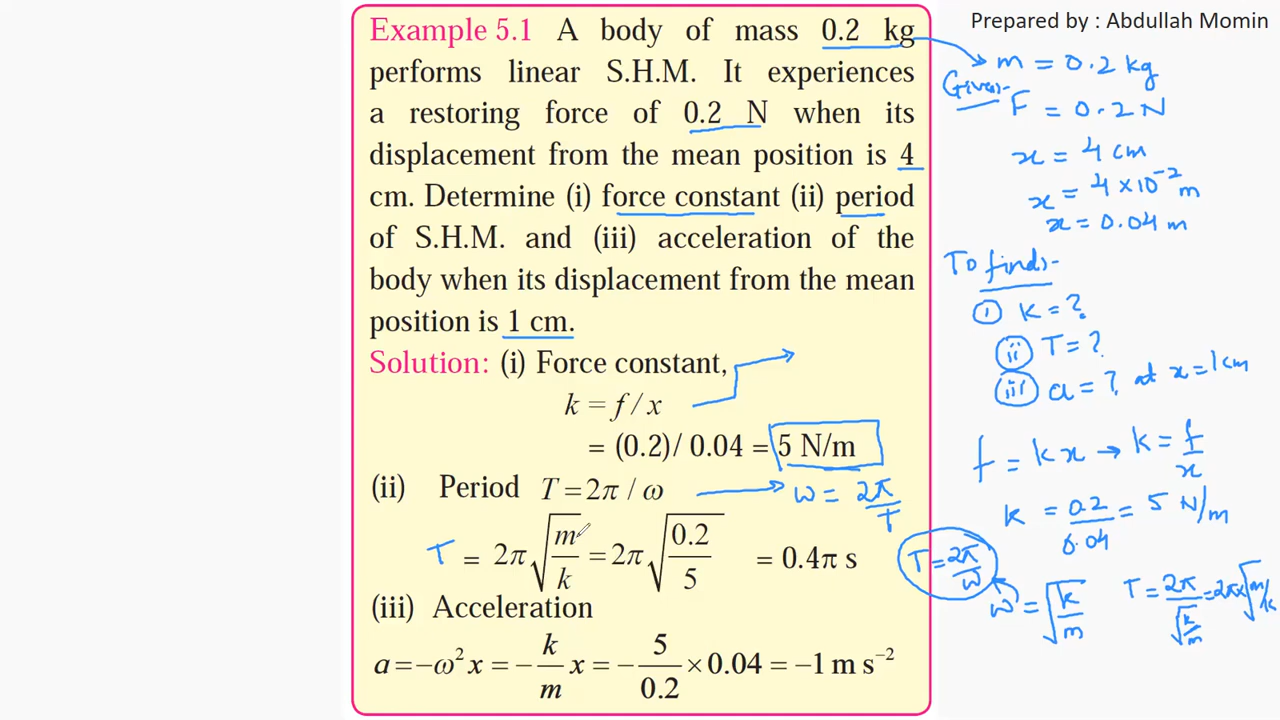 Prepared by : Abdullah Momin
Example 5.1 A body of mass 0.2 kg
performs linear S.H.M. It experiences
a restoring force of 0.2 N when its
displacement from the mean position is 4
cm. Determine (i) force constant (ii) period
of S.H.M. and (iii) acceleration of the
body when its displacement from the mean
position is 1 cm.
Solution: (i) Force constant,
k = f / x
= (0.2)/ 0.04 = 5 N/m
(ii) Period T = 2π / ω
ω = 2π/T
T = 2π√(m/k) = 2π√(0.2/5) = 0.4π s
(iii) Acceleration
a = −ω² x = −(k/m) x = −(5/0.2) × 0.04 = −1 m s⁻²
Given:-
m = 0.2 kg
F = 0.2 N
x = 4 cm
x = 4 × 10⁻² m
x = 0.04 m
To find:-
(i) K = ?
(ii) T = ?
(iii) a = ? at x = 1 cm
f = kx → k = f/x
K = 0.2/0.04 = 5 N/m
T = 2π/ω
ω = √(k/m)
T = 2π/√(k/m) = 2π × √(m/k)